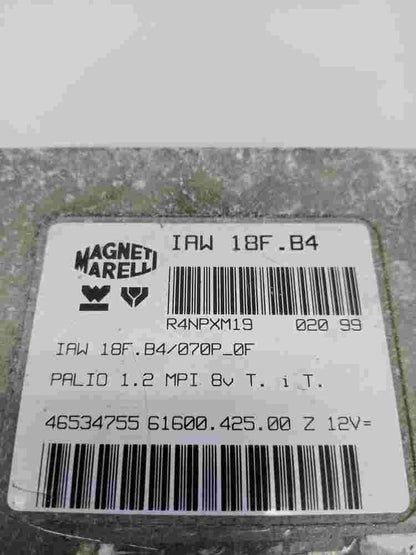 MAGNETI MARELLI
IAW 18F.B4
R4NPXM19 020 99
IAW 18F.B4/070P_0F
PALIO 1.2 MPI 8v T. i T.
46534755 61600.425.00 Z 12V=